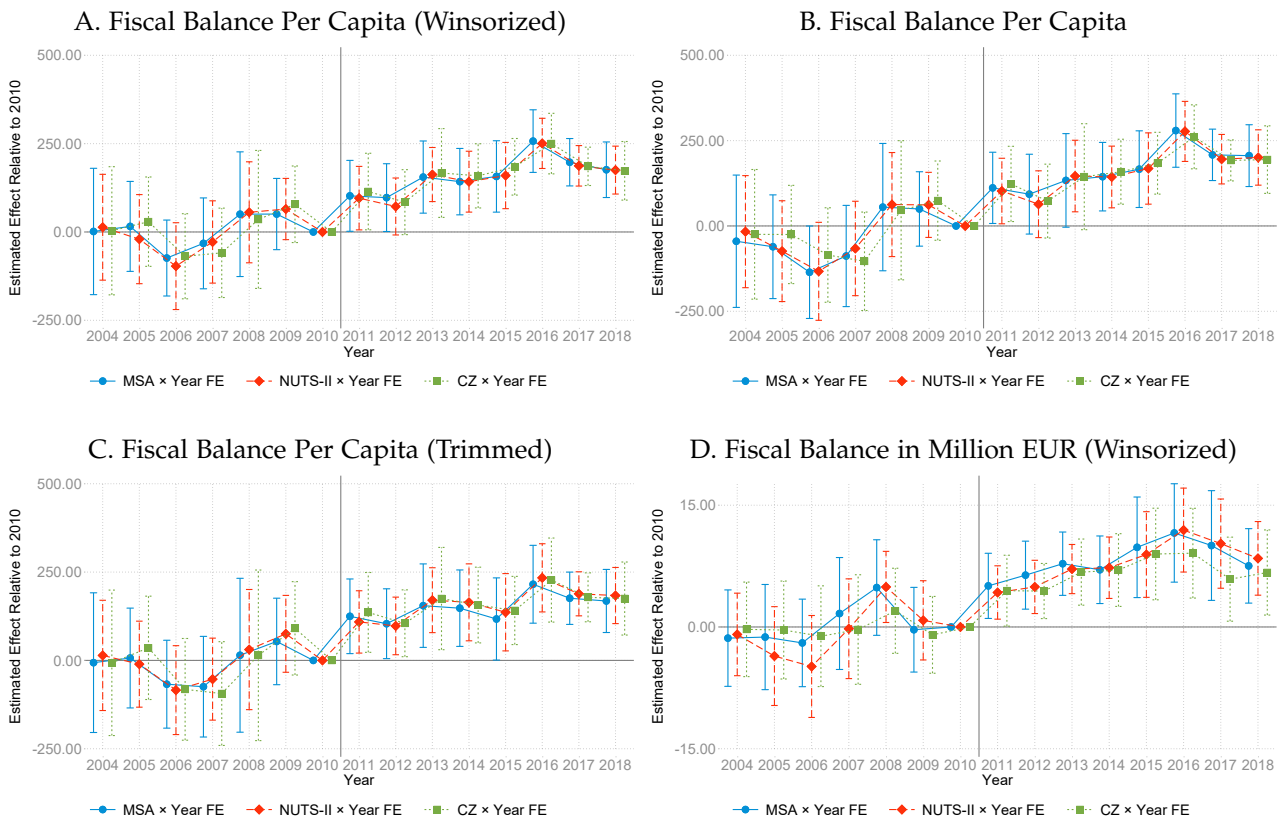 A. Fiscal Balance Per Capita (Winsorized)
Estimated Effect Relative to 2010
500.00
250.00
0.00
-250.00
2004 2005 2006 2007 2008 2009 2010 2011 2012 2013 2014 2015 2016 2017 2018
Year
MSA × Year FE NUTS-II × Year FE CZ × Year FE
B. Fiscal Balance Per Capita
Estimated Effect Relative to 2010
500.00
250.00
0.00
-250.00
2004 2005 2006 2007 2008 2009 2010 2011 2012 2013 2014 2015 2016 2017 2018
Year
MSA × Year FE NUTS-II × Year FE CZ × Year FE
C. Fiscal Balance Per Capita (Trimmed)
Estimated Effect Relative to 2010
500.00
250.00
0.00
-250.00
2004 2005 2006 2007 2008 2009 2010 2011 2012 2013 2014 2015 2016 2017 2018
Year
MSA × Year FE NUTS-II × Year FE CZ × Year FE
D. Fiscal Balance in Million EUR (Winsorized)
Estimated Effect Relative to 2010
15.00
0.00
-15.00
2004 2005 2006 2007 2008 2009 2010 2011 2012 2013 2014 2015 2016 2017 2018
Year
MSA × Year FE NUTS-II × Year FE CZ × Year FE